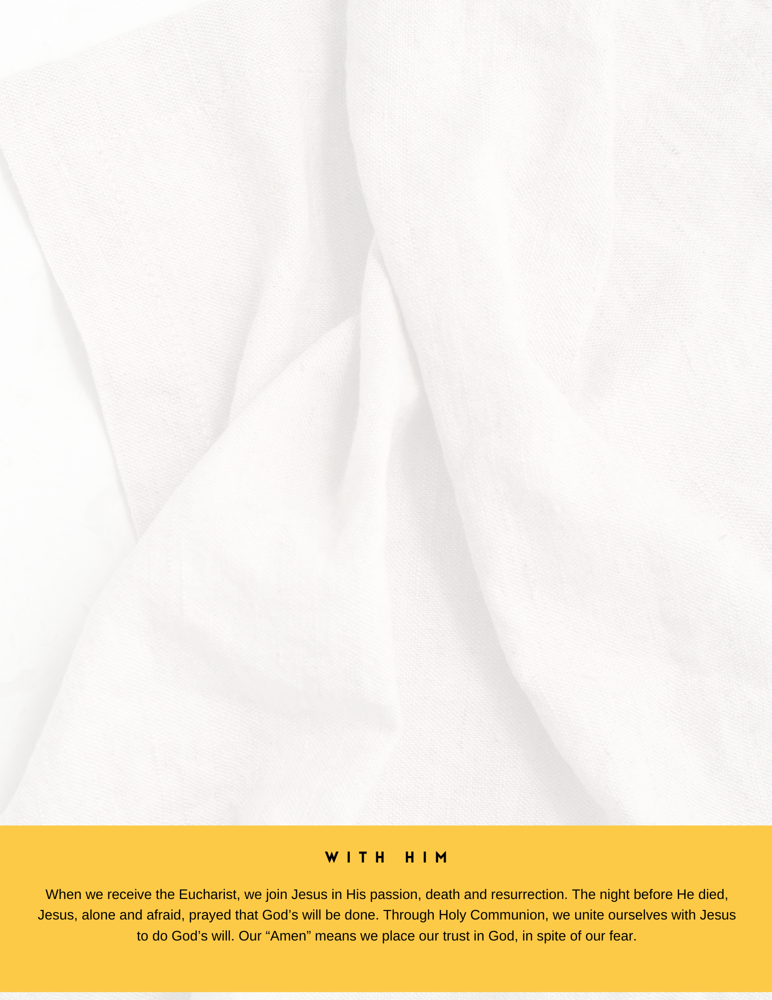 WITH HIM
When we receive the Eucharist, we join Jesus in His passion, death and resurrection. The night before He died,
Jesus, alone and afraid, prayed that God’s will be done. Through Holy Communion, we unite ourselves with Jesus
to do God’s will. Our “Amen” means we place our trust in God, in spite of our fear.